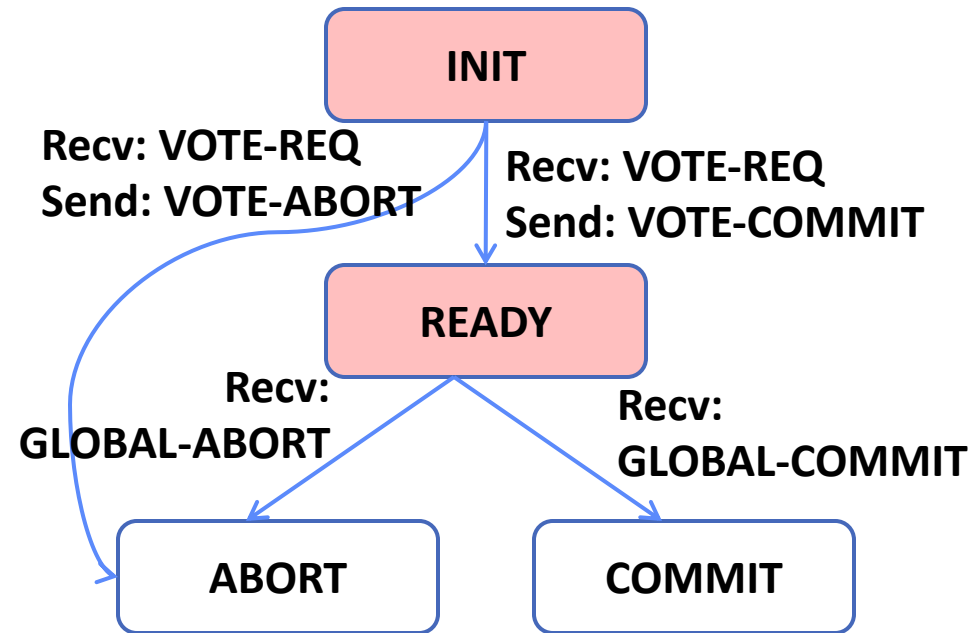 INIT
Recv: VOTE-REQ
Send: VOTE-ABORT
Recv: VOTE-REQ
Send: VOTE-COMMIT
READY
Recv:
GLOBAL-ABORT
Recv:
GLOBAL-COMMIT
ABORT
COMMIT